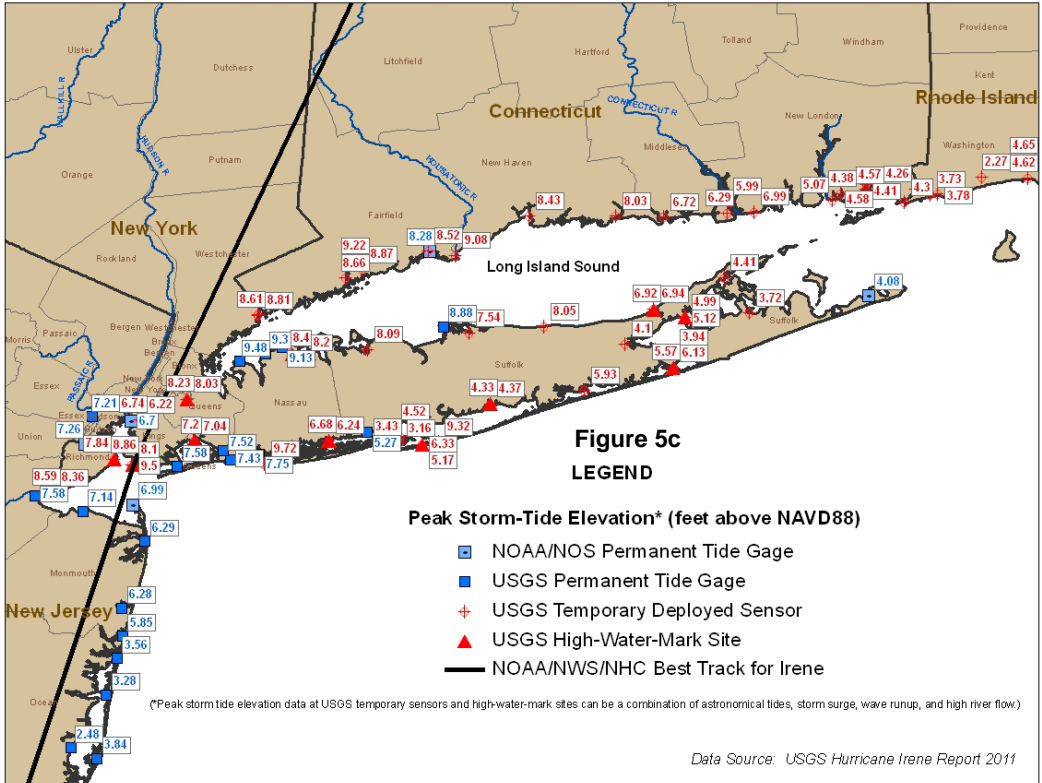 Ulster
Dutchess
Litchfield
Hartford
Tolland
Windham
Providence
Kent
WALLKILL R
HUDSON R
CONNECTICUT R
Connecticut
Rhode Island
New London
Middlesex
Washington
Orange
Putnam
New Haven
HOUSATONIC R
Fairfield
New York
Rockland
Westchester
4.65
2.27 4.62
4.57 4.26
5.07 4.38
4.58 4.41 4.3 3.73
3.78
8.43 8.03 6.72 6.29 5.99 6.99
9.22 8.87
8.66
8.28 8.52 9.08
Long Island Sound
4.41
4.08
8.61 8.81
6.92 6.94 4.99 3.72
5.12
Suffolk
8.88 7.54 8.05
4.1 3.94
5.57 6.13
Passaic
Morris
Bergen Westchester
Bronx
Bergen
Bronx
PASSAIC R
Essex
New York
New York
9.48 9.3 8.4 8.2 8.09
9.13
Suffolk
5.93
8.23 8.03
Queens
Nassau
4.33 4.37
7.21 6.74 6.22
Essex
6.7
Union
7.26
Kings
7.84 8.86 8.1
Richmond
9.5
7.2 7.04
7.58 7.52
Queens
7.43
9.72
7.75
6.68 6.24 3.43
5.27
4.52
3.16 9.32
6.33
5.17
8.59 8.36
7.58
7.14
6.99
6.29
Monmouth
New Jersey
6.28
5.85
3.56
3.28
Ocean
2.48
3.84
Figure 5c
LEGEND
Peak Storm-Tide Elevation* (feet above NAVD88)
NOAA/NOS Permanent Tide Gage
USGS Permanent Tide Gage
USGS Temporary Deployed Sensor
USGS High-Water-Mark Site
NOAA/NWS/NHC Best Track for Irene
(*Peak storm tide elevation data at USGS temporary sensors and high-water-mark sites can be a combination of astronomical tides, storm surge, wave runup, and high river flow.)
Data Source: USGS Hurricane Irene Report 2011